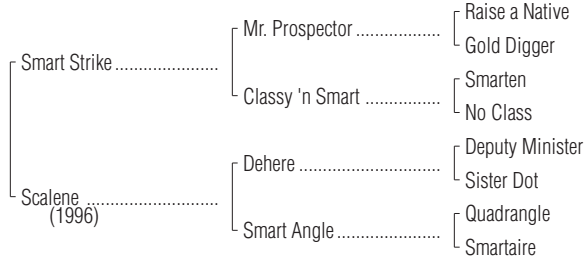 Raise a Native
Mr. Prospector ..................
Gold Digger
Smart Strike ......................
Smarten
Classy 'n Smart ................
No Class
Deputy Minister
Dehere ..............................
Sister Dot
Scalene ............................
(1996)
Quadrangle
Smart Angle ......................
Smartaire